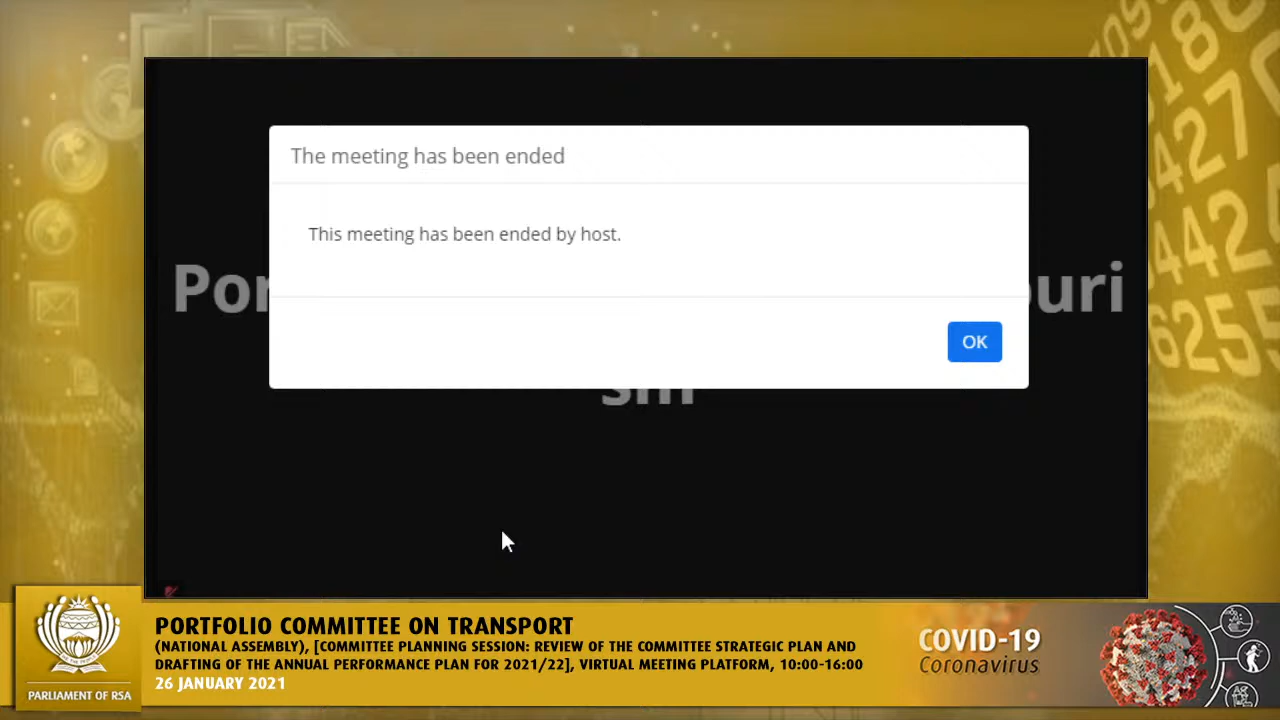 The meeting has been ended
This meeting has been ended by host.
OK
PORTFOLIO COMMITTEE ON TRANSPORT
(NATIONAL ASSEMBLY), [COMMITTEE PLANNING SESSION: REVIEW OF THE COMMITTEE STRATEGIC PLAN AND
DRAFTING OF THE ANNUAL PERFORMANCE PLAN FOR 2021/22], VIRTUAL MEETING PLATFORM, 10:00-16:00
26 JANUARY 2021
PARLIAMENT OF RSA
COVID-19
Coronavirus